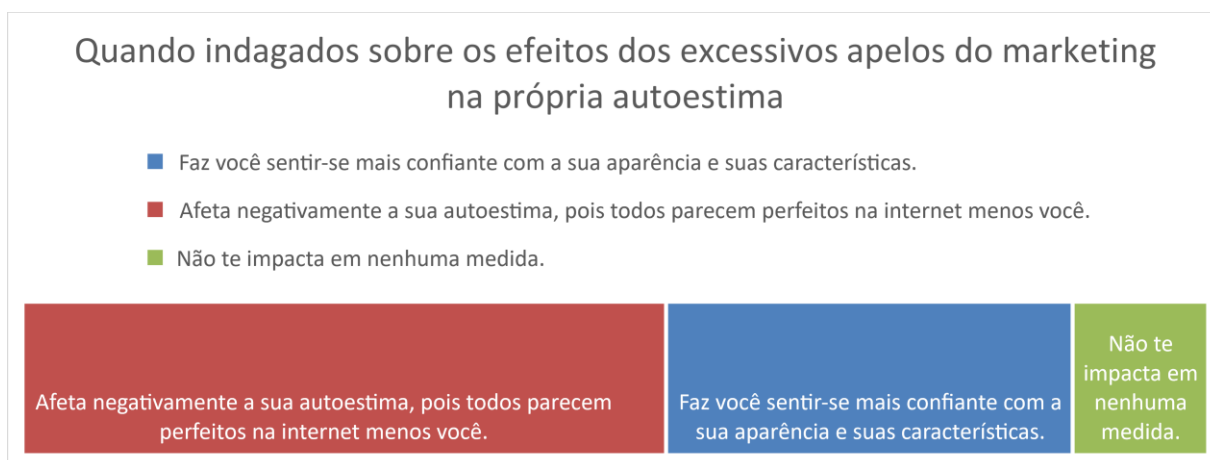 Quando indagados sobre os efeitos dos excessivos apelos do marketing
na própria autoestima
Faz você sentir-se mais confiante com a sua aparência e suas características.
Afeta negativamente a sua autoestima, pois todos parecem perfeitos na internet menos você.
Não te impacta em nenhuma medida.
Afeta negativamente a sua autoestima, pois todos parecem
perfeitos na internet menos você.
Faz você sentir-se mais confiante com a
sua aparência e suas características.
Não te
impacta em
nenhuma
medida.